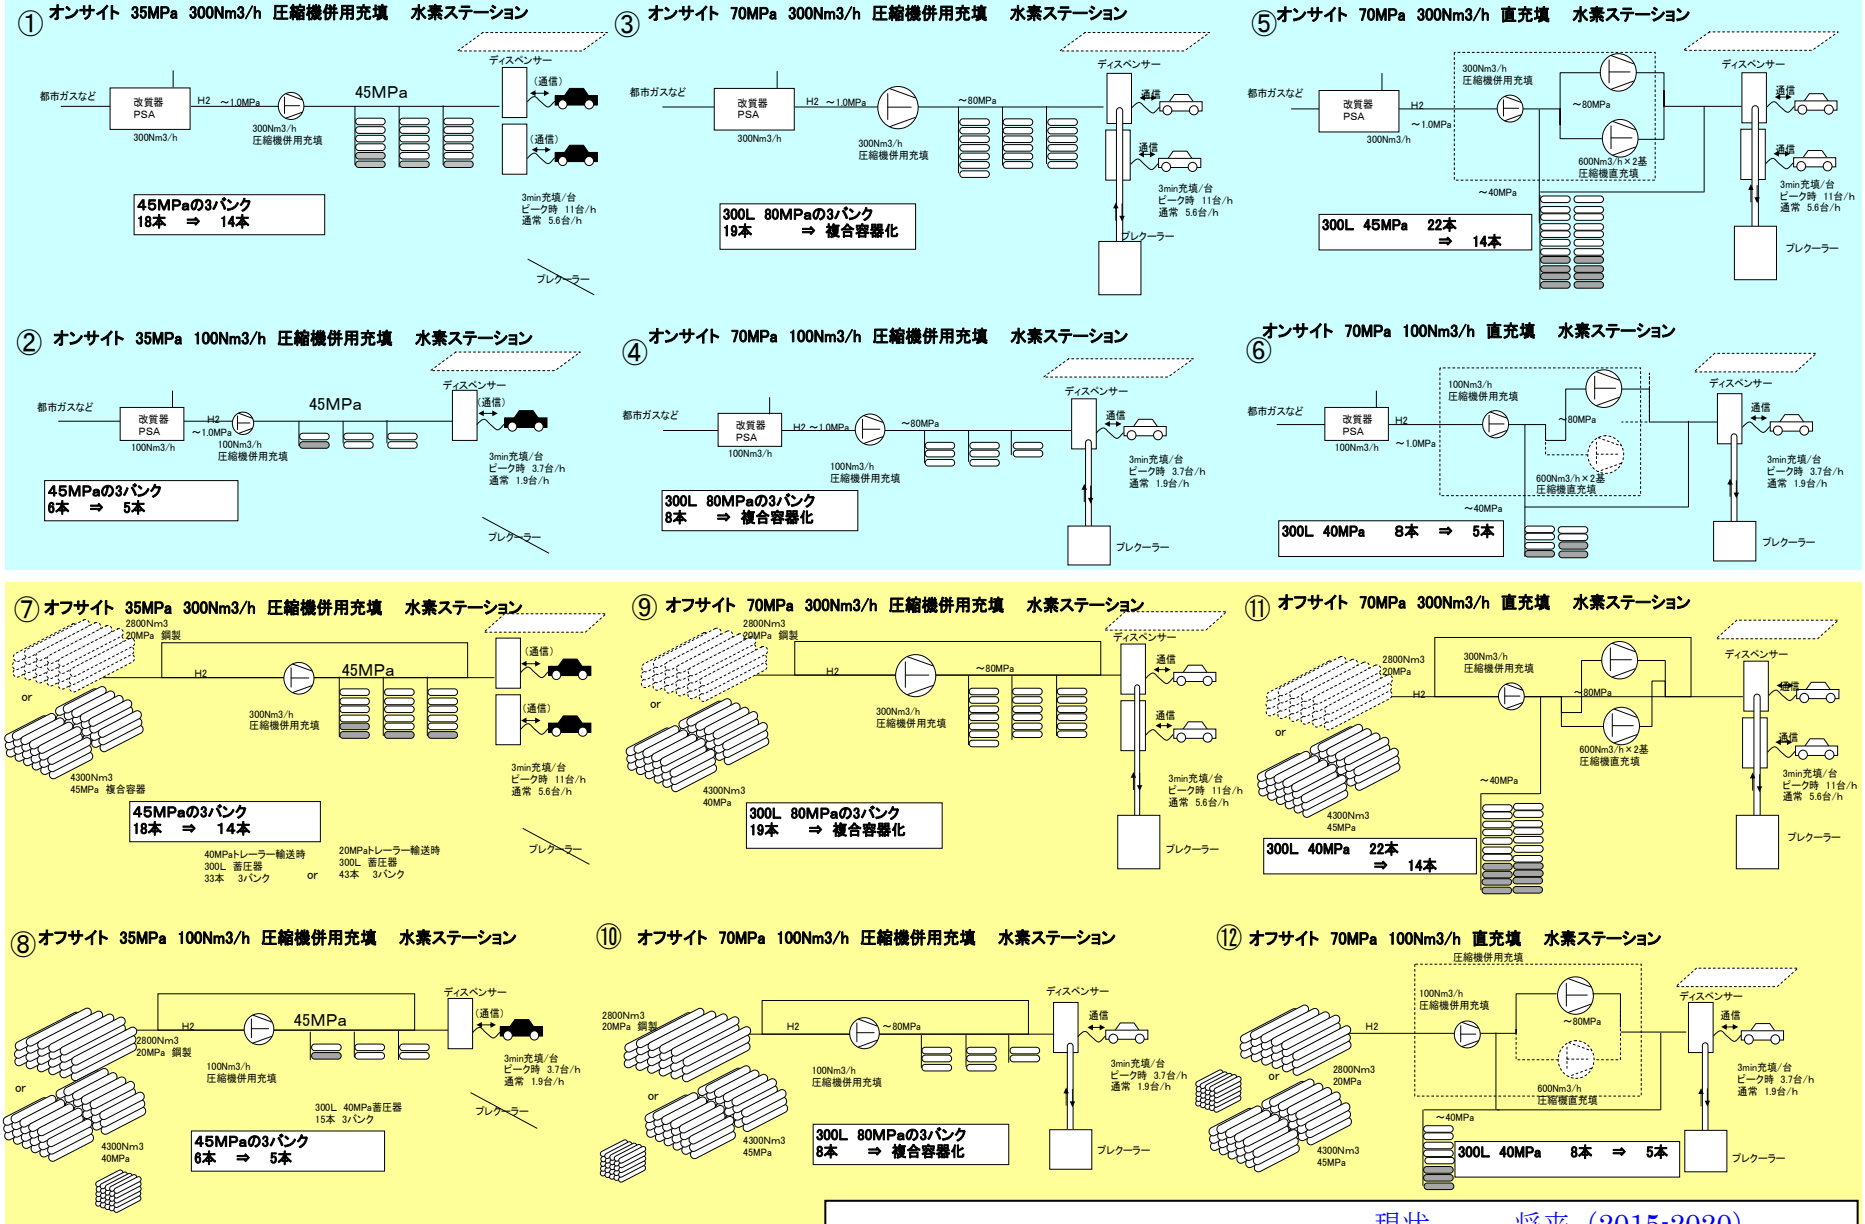 ① オンサイト 35MPa 300Nm3/h 圧縮機併用充填 水素ステーション
ディスペンサー
都市ガスなど
改質器
PSA
300Nm3/h
H2 ～1.0MPa
300Nm3/h
圧縮機併用充填
45MPa
(通信)
(通信)
3min充填/台
ピーク時 11台/h
通常 5.6台/h
45MPaの3バンク
18本 ⇒ 14本
プレクーラー
② オンサイト 35MPa 100Nm3/h 圧縮機併用充填 水素ステーション
ディスペンサー
都市ガスなど
改質器
PSA
100Nm3/h
H2
～1.0MPa
100Nm3/h
圧縮機併用充填
45MPa
(通信)
3min充填/台
ピーク時 3.7台/h
通常 1.9台/h
45MPaの3バンク
6本 ⇒ 5本
プレクーラー
③ オンサイト 70MPa 300Nm3/h 圧縮機併用充填 水素ステーション
ディスペンサー
都市ガスなど
改質器
PSA
300Nm3/h
H2 ～1.0MPa
300Nm3/h
圧縮機併用充填
～80MPa
通信
通信
3min充填/台
ピーク時 11台/h
通常 5.6台/h
300L 80MPaの3バンク
19本 ⇒ 複合容器化
プレクーラー
④ オンサイト 70MPa 100Nm3/h 圧縮機併用充填 水素ステーション
ディスペンサー
都市ガスなど
改質器
PSA
100Nm3/h
H2 ～1.0MPa
100Nm3/h
圧縮機併用充填
～80MPa
通信
3min充填/台
ピーク時 3.7台/h
通常 1.9台/h
300L 80MPaの3バンク
8本 ⇒ 複合容器化
プレクーラー
⑤ オンサイト 70MPa 300Nm3/h 直充填 水素ステーション
ディスペンサー
都市ガスなど
改質器
PSA
300Nm3/h
H2
～1.0MPa
300Nm3/h
圧縮機併用充填
～80MPa
600Nm3/h×2基
圧縮機直充填
～40MPa
通信
通信
3min充填/台
ピーク時 11台/h
通常 5.6台/h
300L 45MPa 22本
⇒ 14本
プレクーラー
⑥ オンサイト 70MPa 100Nm3/h 直充填 水素ステーション
ディスペンサー
都市ガスなど
改質器
PSA
100Nm3/h
H2
～1.0MPa
100Nm3/h
圧縮機併用充填
～80MPa
600Nm3/h×2基
圧縮機直充填
～40MPa
通信
3min充填/台
ピーク時 3.7台/h
通常 1.9台/h
300L 40MPa 8本 ⇒ 5本
プレクーラー
⑦ オフサイト 35MPa 300Nm3/h 圧縮機併用充填 水素ステーション
2800Nm3
20MPa 鋼製
or
4300Nm3
45MPa 複合容器
H2
300Nm3/h
圧縮機併用充填
45MPa
(通信)
(通信)
3min充填/台
ピーク時 11台/h
通常 5.6台/h
45MPaの3バンク
18本 ⇒ 14本
プレクーラー
40MPaトレーラー輸送時
300L 蓄圧器
33本 3バンク
or
20MPaトレーラー輸送時
300L 蓄圧器
43本 3バンク
⑧ オフサイト 35MPa 100Nm3/h 圧縮機併用充填 水素ステーション
ディスペンサー
2800Nm3
20MPa 鋼製
or
4300Nm3
40MPa
H2
100Nm3/h
圧縮機併用充填
45MPa
(通信)
3min充填/台
ピーク時 3.7台/h
通常 1.9台/h
300L 40MPa蓄圧器
15本 3バンク
45MPaの3バンク
6本 ⇒ 5本
プレクーラー
⑨ オフサイト 70MPa 300Nm3/h 圧縮機併用充填 水素ステーション
ディスペンサー
2800Nm3
20MPa 鋼製
or
4300Nm3
40MPa
H2
300Nm3/h
圧縮機併用充填
～80MPa
通信
通信
3min充填/台
ピーク時 11台/h
通常 5.6台/h
300L 80MPaの3バンク
19本 ⇒ 複合容器化
プレクーラー
⑩ オフサイト 70MPa 100Nm3/h 圧縮機併用充填 水素ステーション
ディスペンサー
2800Nm3
20MPa 鋼製
or
4300Nm3
45MPa
H2
100Nm3/h
圧縮機併用充填
～80MPa
通信
3min充填/台
ピーク時 3.7台/h
通常 1.9台/h
300L 80MPaの3バンク
8本 ⇒ 複合容器化
プレクーラー
⑪ オフサイト 70MPa 300Nm3/h 直充填 水素ステーション
ディスペンサー
2800Nm3
20MPa
or
4300Nm3
45MPa
H2
300Nm3/h
圧縮機併用充填
～80MPa
600Nm3/h×2基
圧縮機直充填
～40MPa
通信
通信
3min充填/台
ピーク時 11台/h
通常 5.6台/h
300L 40MPa 22本
⇒ 14本
プレクーラー
⑫ オフサイト 70MPa 100Nm3/h 直充填 水素ステーション
圧縮機併用充填
ディスペンサー
2800Nm3
20MPa
or
4300Nm3
45MPa
H2
100Nm3/h
圧縮機併用充填
～80MPa
600Nm3/h
圧縮機直充填
～40MPa
通信
3min充填/台
ピーク時 3.7台/h
通常 1.9台/h
300L 40MPa 8本 ⇒ 5本
プレクーラー
現状 将来(2015-2020)